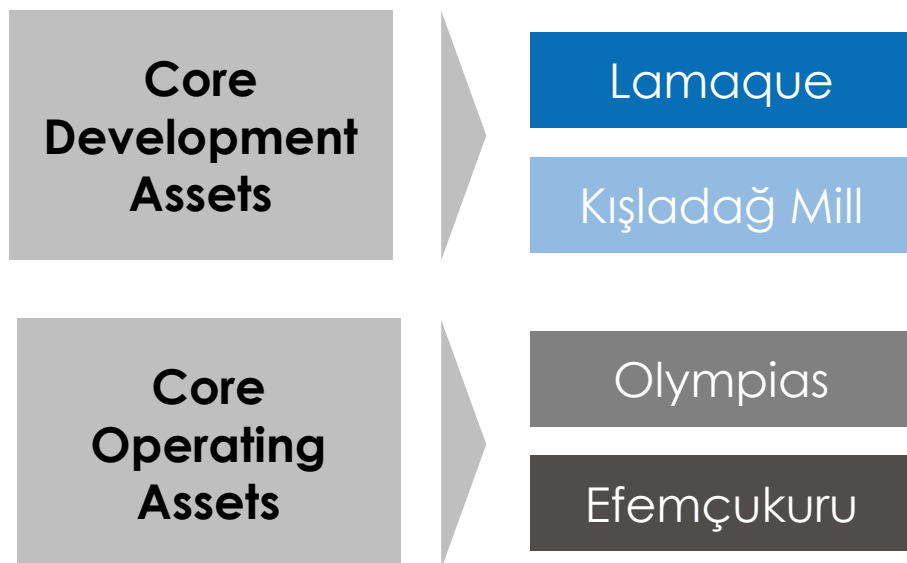 Core
Development
Assets
Lamaque
Kışladağ Mill
Core
Operating
Assets
Olympias
Efemçukuru